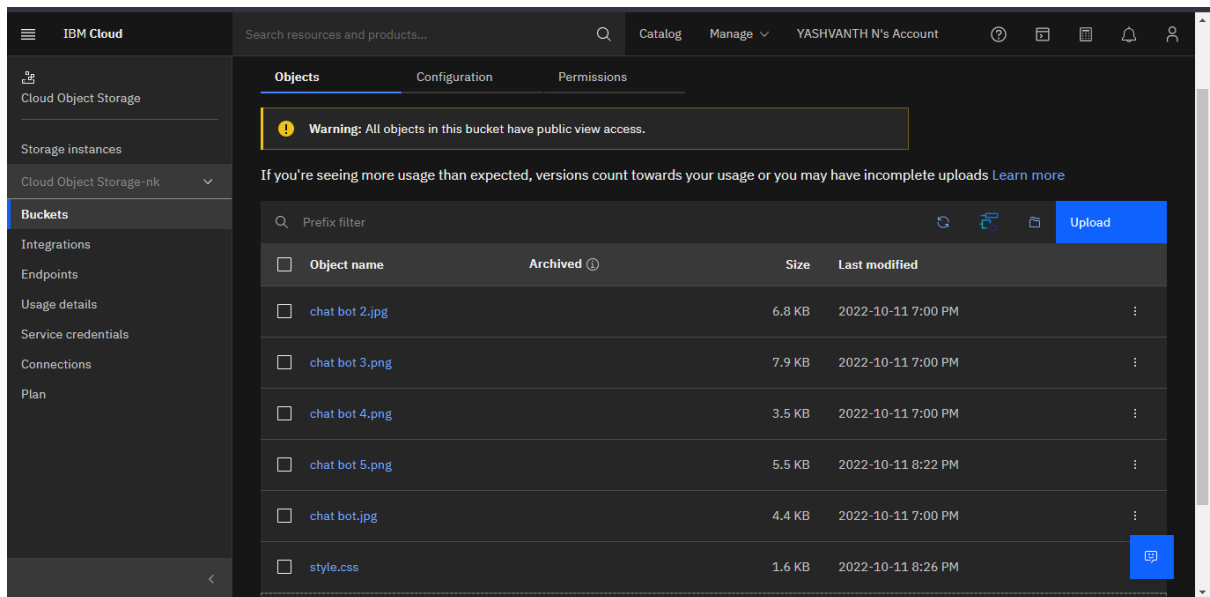 IBM Cloud
Search resources and products...
Catalog
Manage
YASHVANTH N's Account
Cloud Object Storage
Storage instances
Cloud Object Storage-nk
Buckets
Integrations
Endpoints
Usage details
Service credentials
Connections
Plan
Objects
Configuration
Permissions
Warning: All objects in this bucket have public view access.
If you're seeing more usage than expected, versions count towards your usage or you may have incomplete uploads Learn more
Prefix filter
Upload
Object name Archived Size Last modified
chat bot 2.jpg 6.8 KB 2022-10-11 7:00 PM
chat bot 3.png 7.9 KB 2022-10-11 7:00 PM
chat bot 4.png 3.5 KB 2022-10-11 7:00 PM
chat bot 5.png 5.5 KB 2022-10-11 8:22 PM
chat bot.jpg 4.4 KB 2022-10-11 7:00 PM
style.css 1.6 KB 2022-10-11 8:26 PM